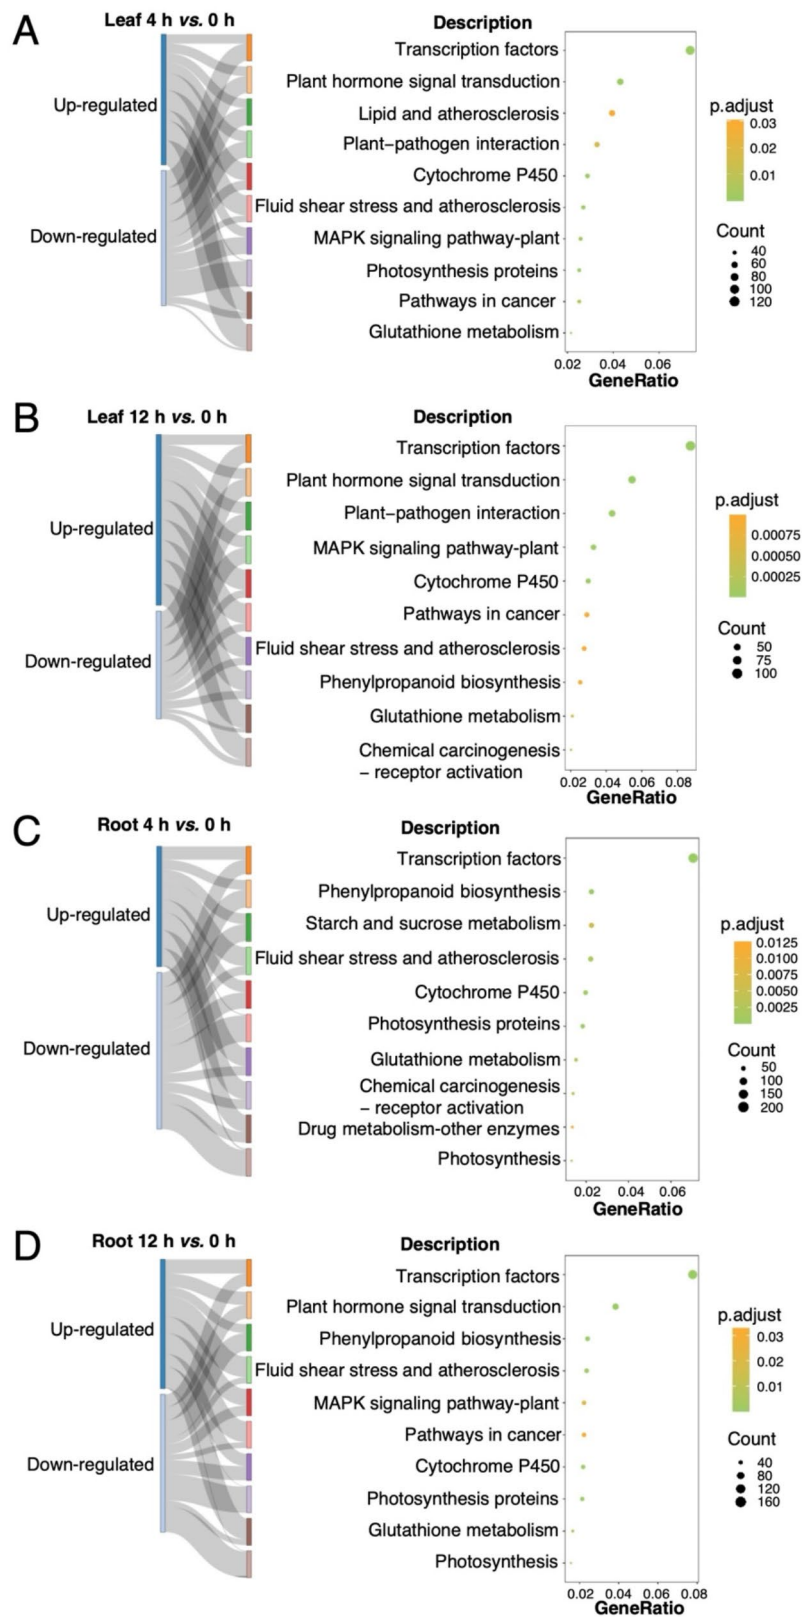 A
Leaf 4 h vs. 0 h
Description
Up-regulated
Down-regulated
Transcription factors
Plant hormone signal transduction
Lipid and atherosclerosis
Plant−pathogen interaction
Cytochrome P450
Fluid shear stress and atherosclerosis
MAPK signaling pathway-plant
Photosynthesis proteins
Pathways in cancer
Glutathione metabolism
0.02 0.04 0.06
GeneRatio
p.adjust
0.03
0.02
0.01
Count
40
60
80
100
120
B
Leaf 12 h vs. 0 h
Description
Up-regulated
Down-regulated
Transcription factors
Plant hormone signal transduction
Plant−pathogen interaction
MAPK signaling pathway-plant
Cytochrome P450
Pathways in cancer
Fluid shear stress and atherosclerosis
Phenylpropanoid biosynthesis
Glutathione metabolism
Chemical carcinogenesis
− receptor activation
0.02 0.04 0.06 0.08
GeneRatio
p.adjust
0.00075
0.00050
0.00025
Count
50
75
100
C
Root 4 h vs. 0 h
Description
Up-regulated
Down-regulated
Transcription factors
Phenylpropanoid biosynthesis
Starch and sucrose metabolism
Fluid shear stress and atherosclerosis
Cytochrome P450
Photosynthesis proteins
Glutathione metabolism
Chemical carcinogenesis
− receptor activation
Drug metabolism-other enzymes
Photosynthesis
0.02 0.04 0.06
GeneRatio
p.adjust
0.0125
0.0100
0.0075
0.0050
0.0025
Count
50
100
150
200
D
Root 12 h vs. 0 h
Description
Up-regulated
Down-regulated
Transcription factors
Plant hormone signal transduction
Phenylpropanoid biosynthesis
Fluid shear stress and atherosclerosis
MAPK signaling pathway-plant
Pathways in cancer
Cytochrome P450
Photosynthesis proteins
Glutathione metabolism
Photosynthesis
0.02 0.04 0.06 0.08
GeneRatio
p.adjust
0.03
0.02
0.01
Count
40
80
120
160